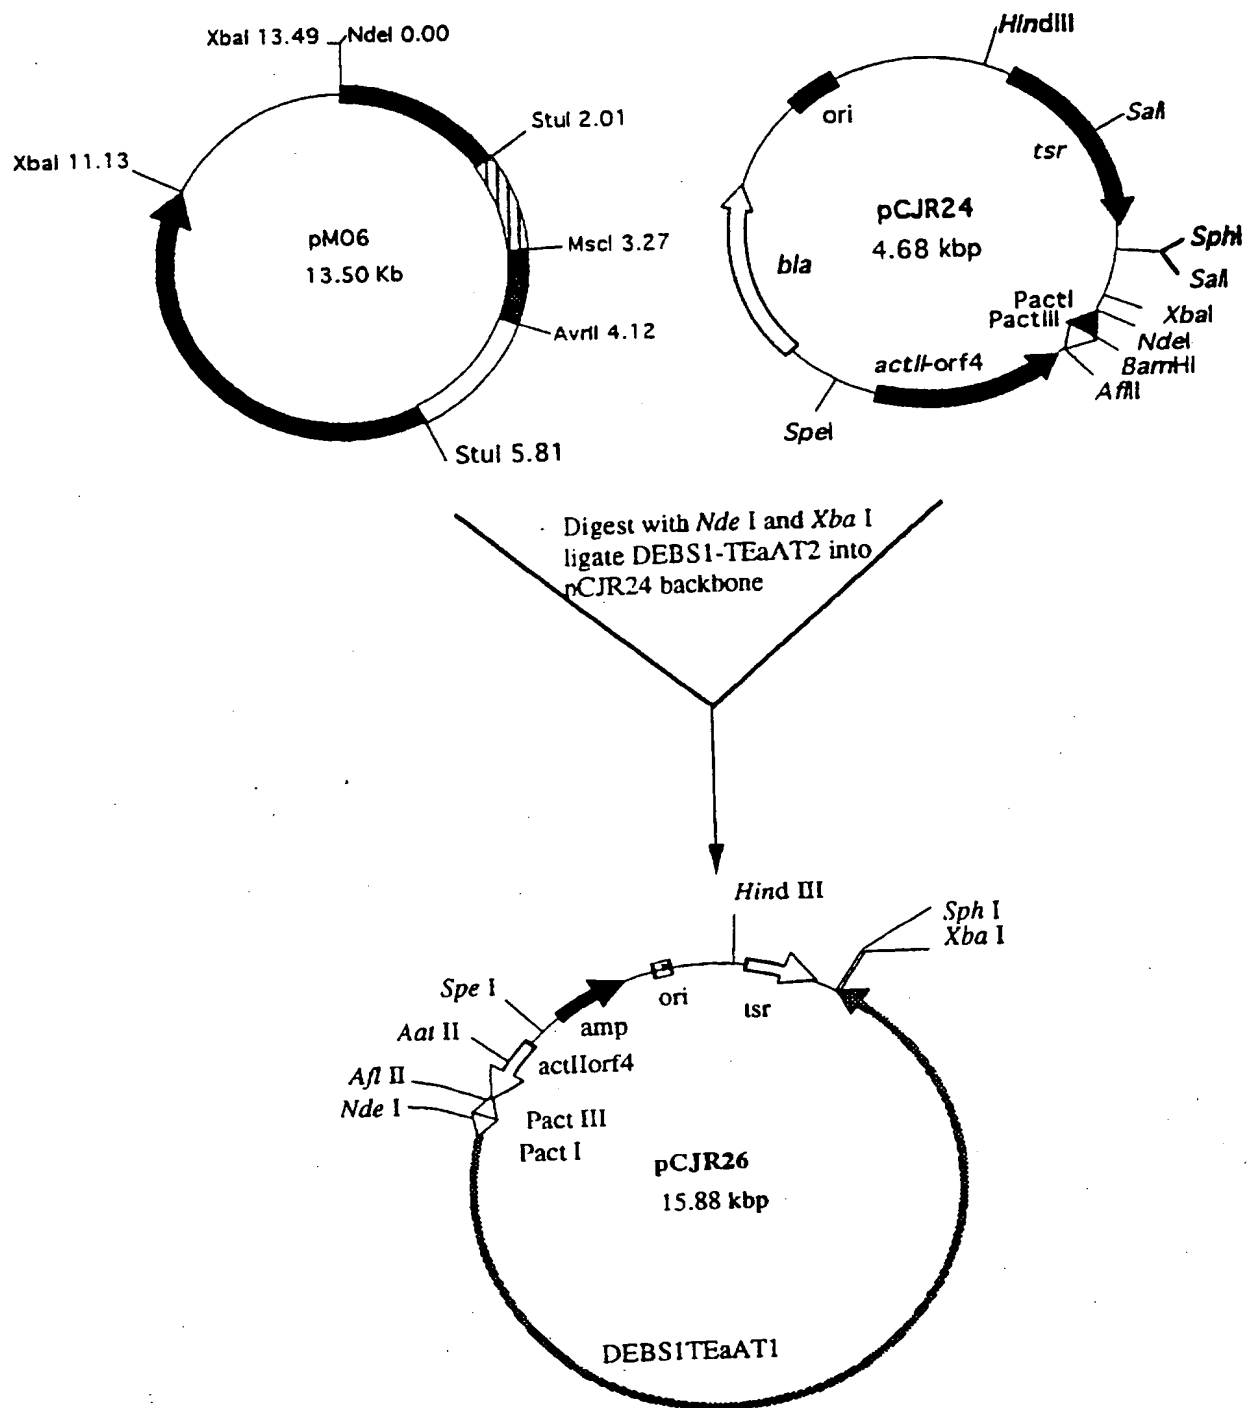 XbaI 13.49
NdeI 0.00
StuI 2.01
XbaI 11.13
pM06
13.50 Kb
MscI 3.27
AvrII 4.12
StuI 5.81
HindIII
ori
SalI
tsr
pCJR24
4.68 kbp
SphI
SalI
bla
PactI
PactIII
XbaI
NdeI
BamHI
AflII
actII-orf4
SpeI
Digest with Nde I and Xba I
ligate DEBS1-TEaAT2 into
pCJR24 backbone
Hind III
Sph I
Xba I
Spe I
ori
tsr
amp
Aat II
actIIorf4
Afl II
Nde I
Pact III
Pact I
pCJR26
15.88 kbp
DEBS1TEaAT1